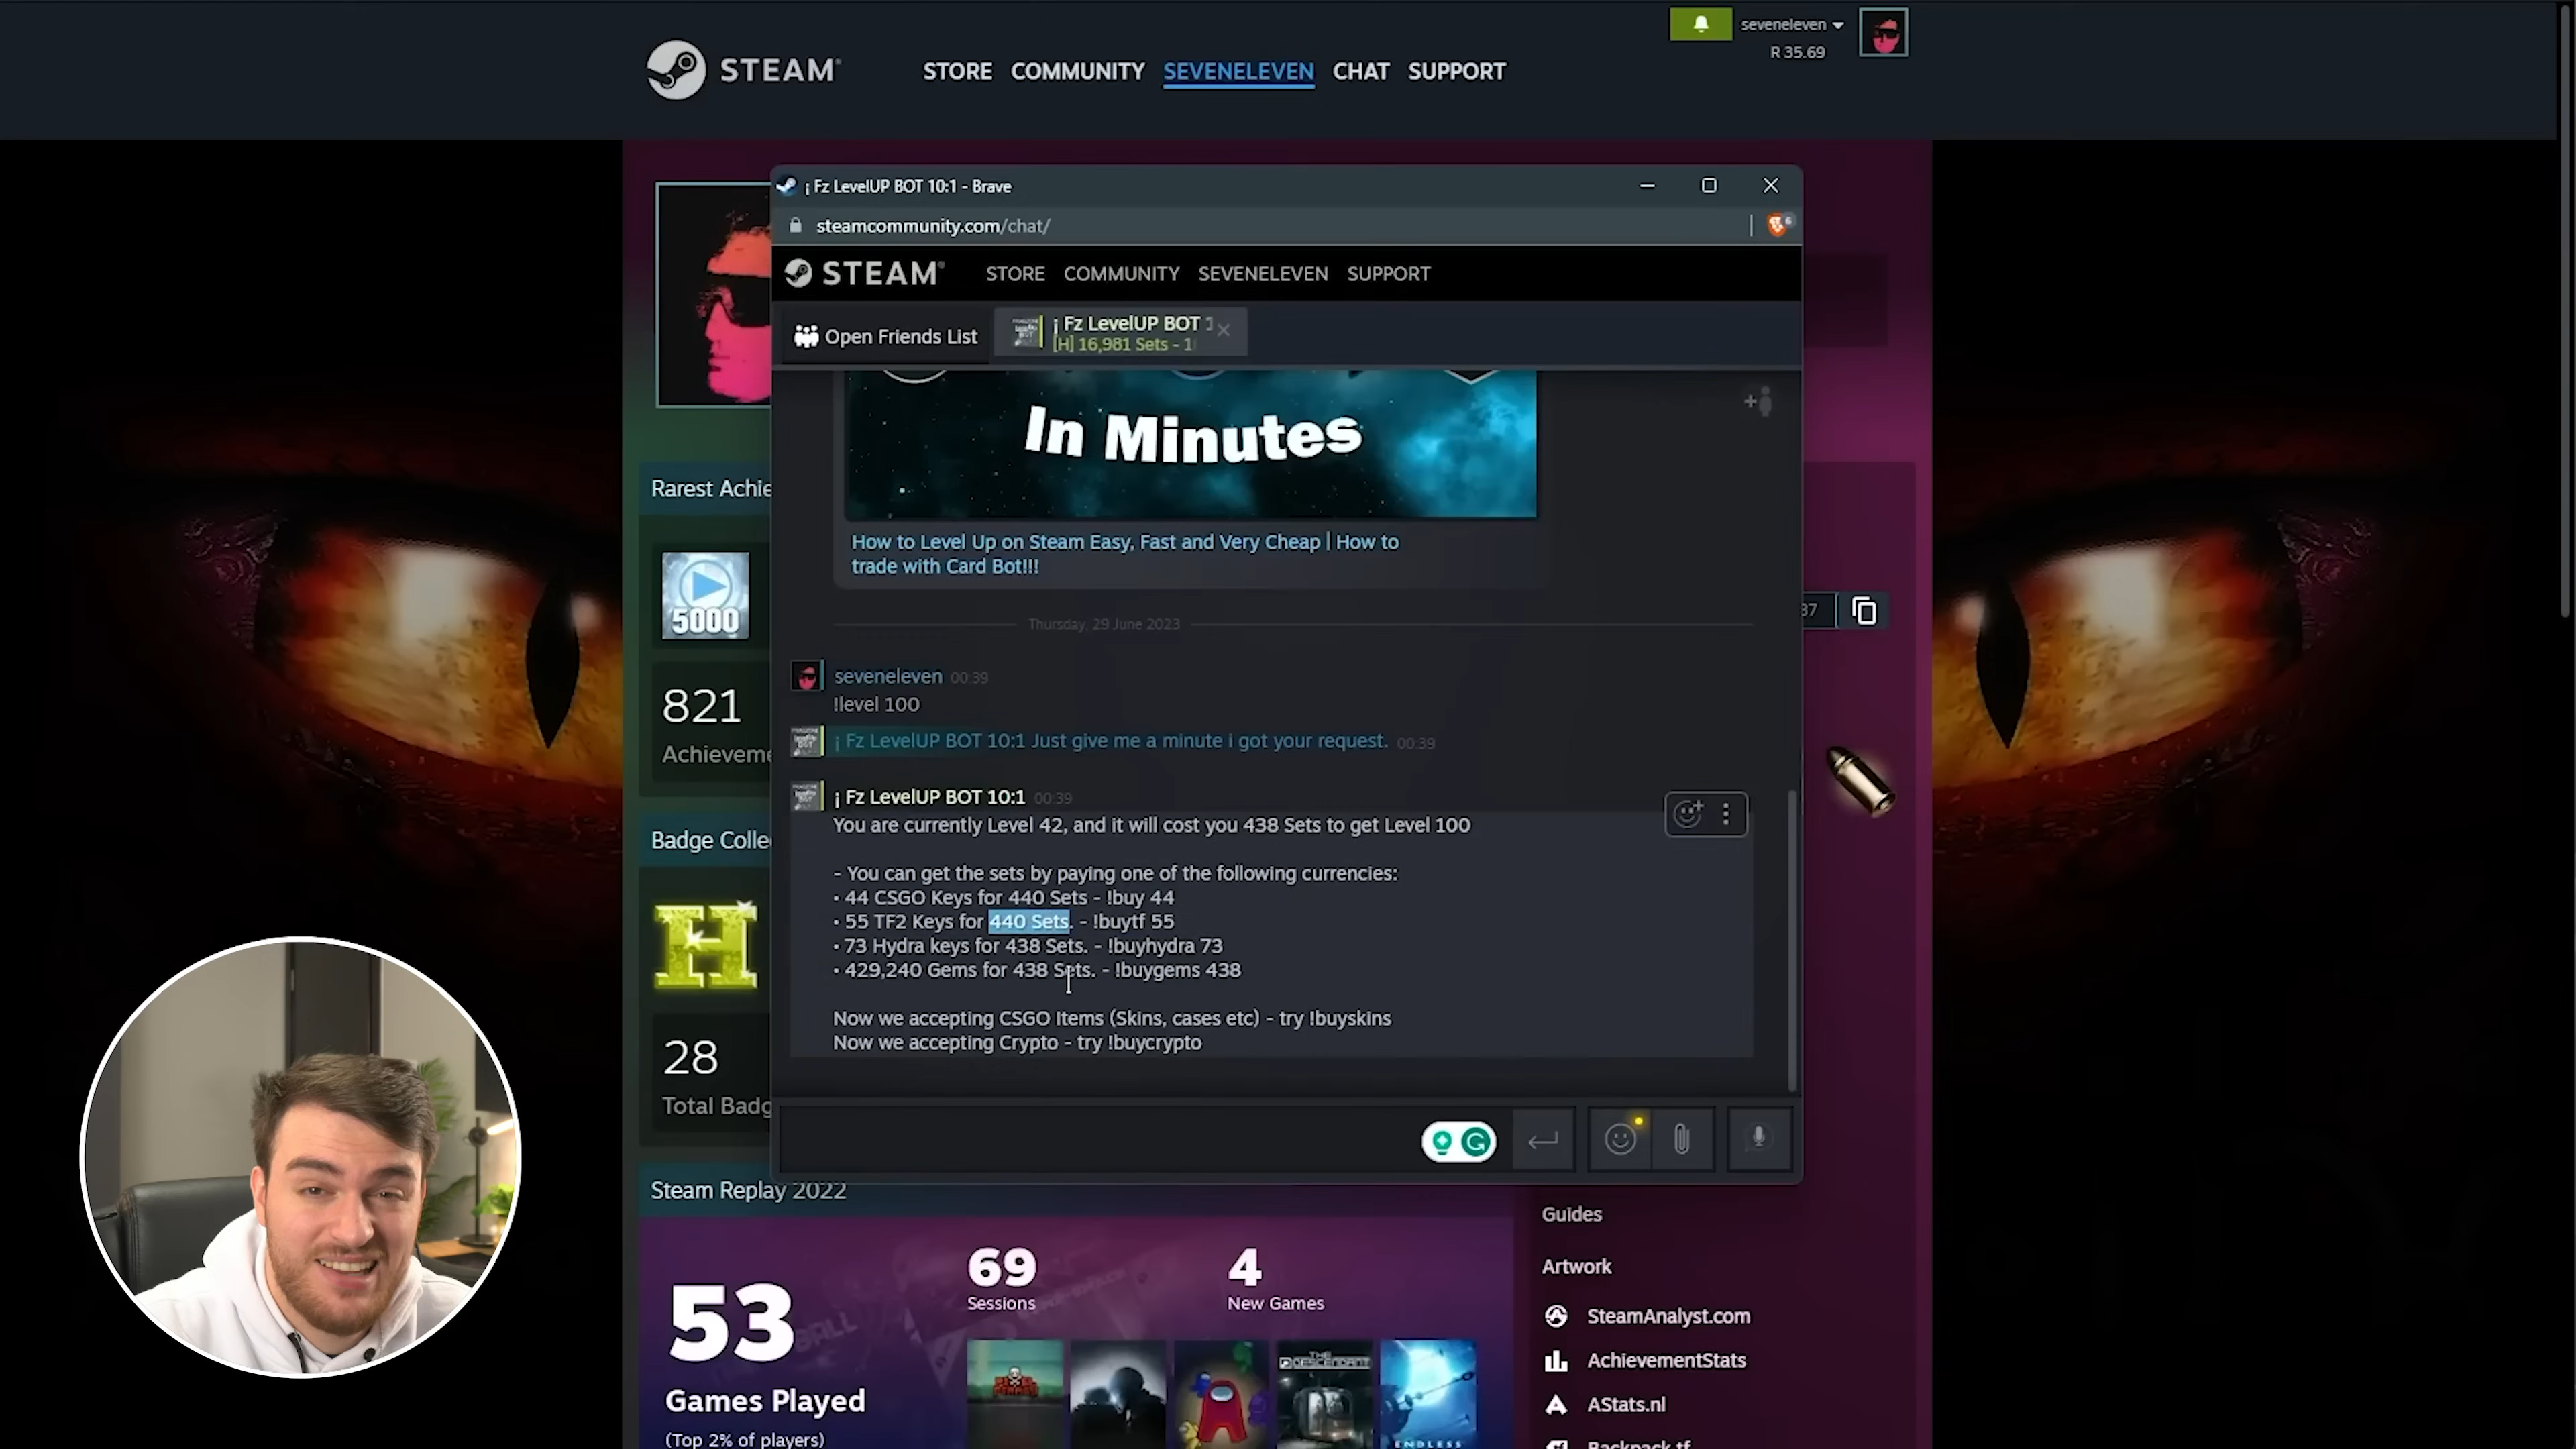 seveneleven
R 35.69
STEAM
STORE COMMUNITY SEVENELEVEN CHAT SUPPORT
¡ Fz LevelUP BOT 10:1 - Brave
steamcommunity.com/chat/
6
STEAM
STORE COMMUNITY SEVENELEVEN SUPPORT
Open Friends List
¡ Fz LevelUP BOT 1
[H] 16,981 Sets - 1
In Minutes
How to Level Up on Steam Easy, Fast and Very Cheap | How to
trade with Card Bot!!!
Thursday, 29 June 2023
seveneleven 00:39
!level 100
¡ Fz LevelUP BOT 10:1 Just give me a minute i got your request. 00:39
¡ Fz LevelUP BOT 10:1 00:39
You are currently Level 42, and it will cost you 438 Sets to get Level 100
- You can get the sets by paying one of the following currencies:
• 44 CSGO Keys for 440 Sets - !buy 44
• 55 TF2 Keys for 440 Sets. - !buytf 55
• 73 Hydra keys for 438 Sets. - !buyhydra 73
• 429,240 Gems for 438 Sets. - !buygems 438
Now we accepting CSGO Items (Skins, cases etc) - try !buyskins
Now we accepting Crypto - try !buycrypto
Rarest Achie
5000
821
Achieveme
Badge Colle
H
28
Total Badg
37
Steam Replay 2022
53
Games Played
(Top 2% of players)
69
Sessions
4
New Games
THE DESCENDANT
ENDLESS
Guides
Artwork
SteamAnalyst.com
AchievementStats
AStats.nl
Backpack.tf